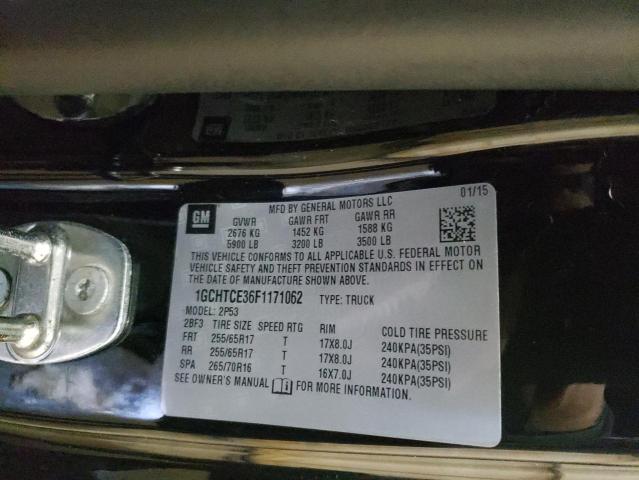 GM
MFD BY GENERAL MOTORS LLC 01/15
GVWR GAWR FRT GAWR RR
2676 KG 1452 KG 1588 KG
5900 LB 3200 LB 3500 LB
THIS VEHICLE CONFORMS TO ALL APPLICABLE U.S. FEDERAL MOTOR
VEHICLE SAFETY AND THEFT PREVENTION STANDARDS IN EFFECT ON
THE DATE OF MANUFACTURE SHOWN ABOVE.
1GCHTCE36F1171062 TYPE: TRUCK
MODEL: 2P53
2BF3 TIRE SIZE SPEED RTG RIM COLD TIRE PRESSURE
FRT 255/65R17 T 17X8.0J 240KPA(35PSI)
RR 255/65R17 T 17X8.0J 240KPA(35PSI)
SPA 265/70R16 T 16X7.0J 240KPA(35PSI)
SEE OWNER'S MANUAL FOR MORE INFORMATION.